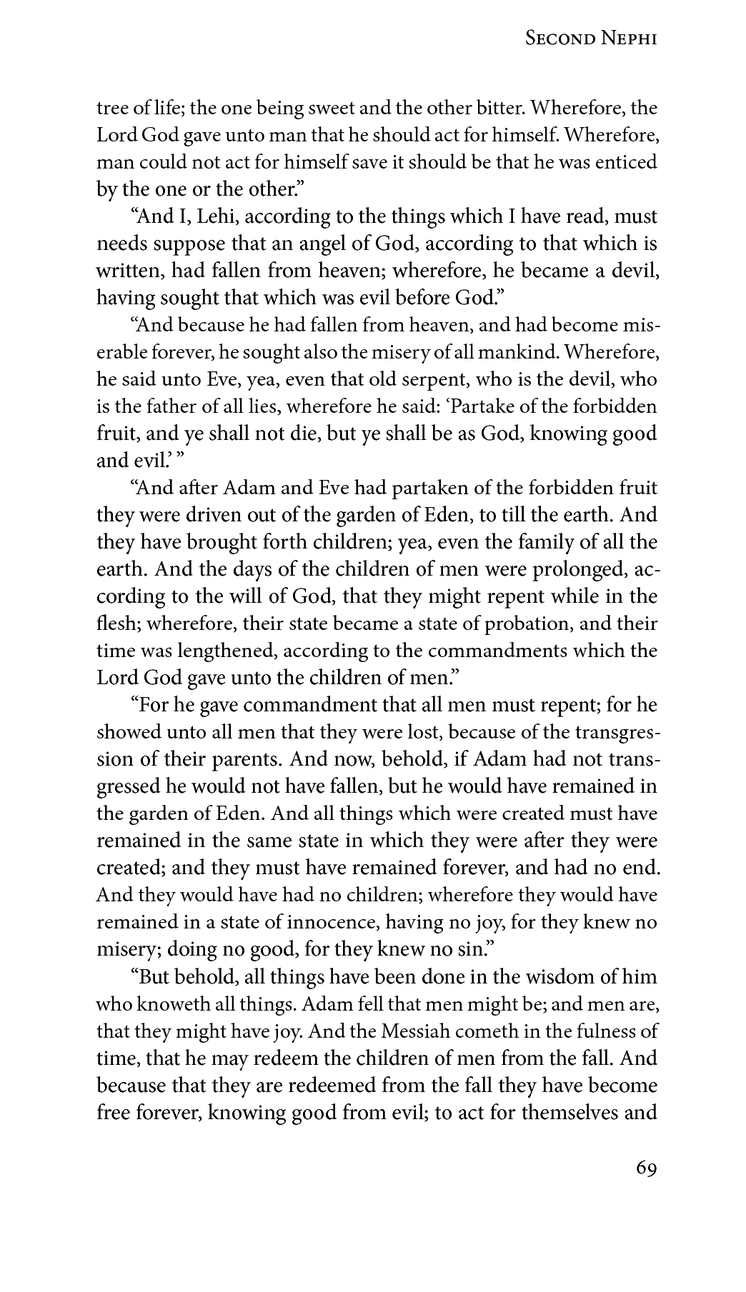 Second Nephi
tree of life; the one being sweet and the other bitter. Wherefore, the
Lord God gave unto man that he should act for himself. Wherefore,
man could not act for himself save it should be that he was enticed
by the one or the other.”
“And I, Lehi, according to the things which I have read, must
needs suppose that an angel of God, according to that which is
written, had fallen from heaven; wherefore, he became a devil,
having sought that which was evil before God.”
“And because he had fallen from heaven, and had become mis-
erable forever, he sought also the misery of all mankind. Wherefore,
he said unto Eve, yea, even that old serpent, who is the devil, who
is the father of all lies, wherefore he said: ‘Partake of the forbidden
fruit, and ye shall not die, but ye shall be as God, knowing good
and evil.’ ”
“And after Adam and Eve had partaken of the forbidden fruit
they were driven out of the garden of Eden, to till the earth. And
they have brought forth children; yea, even the family of all the
earth. And the days of the children of men were prolonged, ac-
cording to the will of God, that they might repent while in the
flesh; wherefore, their state became a state of probation, and their
time was lengthened, according to the commandments which the
Lord God gave unto the children of men.”
“For he gave commandment that all men must repent; for he
showed unto all men that they were lost, because of the transgres-
sion of their parents. And now, behold, if Adam had not trans-
gressed he would not have fallen, but he would have remained in
the garden of Eden. And all things which were created must have
remained in the same state in which they were after they were
created; and they must have remained forever, and had no end.
And they would have had no children; wherefore they would have
remained in a state of innocence, having no joy, for they knew no
misery; doing no good, for they knew no sin.”
“But behold, all things have been done in the wisdom of him
who knoweth all things. Adam fell that men might be; and men are,
that they might have joy. And the Messiah cometh in the fulness of
time, that he may redeem the children of men from the fall. And
because that they are redeemed from the fall they have become
free forever, knowing good from evil; to act for themselves and
69